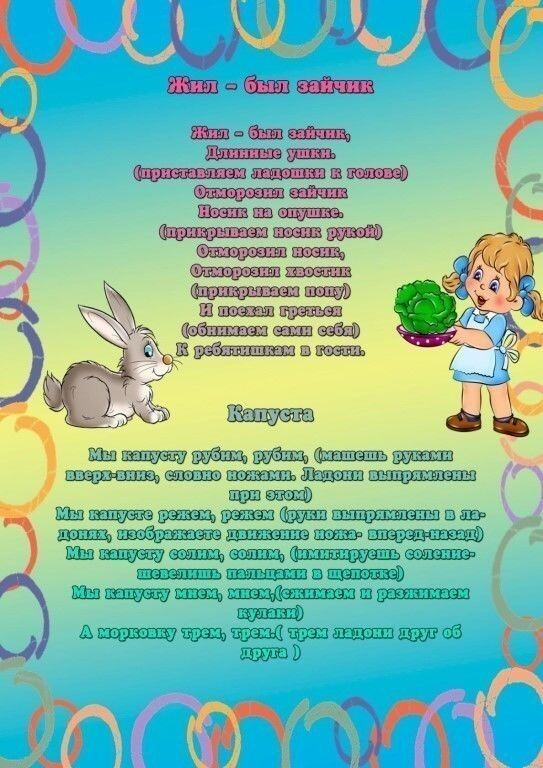 Жил - был зайчик
Жил - был зайчик,
Длинные ушки.
(приставляем ладошки к голове)
Отморозил зайчик
Носик на опушке.
(прикрываем носик рукой)
Отморозил носик,
Отморозил хвостик
(прикрываем попу)
И поехал греться
(обнимаем сами себя)
К ребятишкам в гости.
Капуста
Мы капусту рубим, рубим, (машешь руками
вверх-вниз, словно ножами. Ладони выпрямлены
при этом)
Мы капусте режем, режем (руки выпрямлены в ла-
донях, изображаете движение ножа- вперед-назад)
Мы капусту солим, солим, (имитируешь соление-
шевелишь пальцами в щепотке)
Мы капусту мнем, мнем,(сжимаем и разжимаем
кулаки)
А морковку трем, трем.( трем ладони друг об
друга )